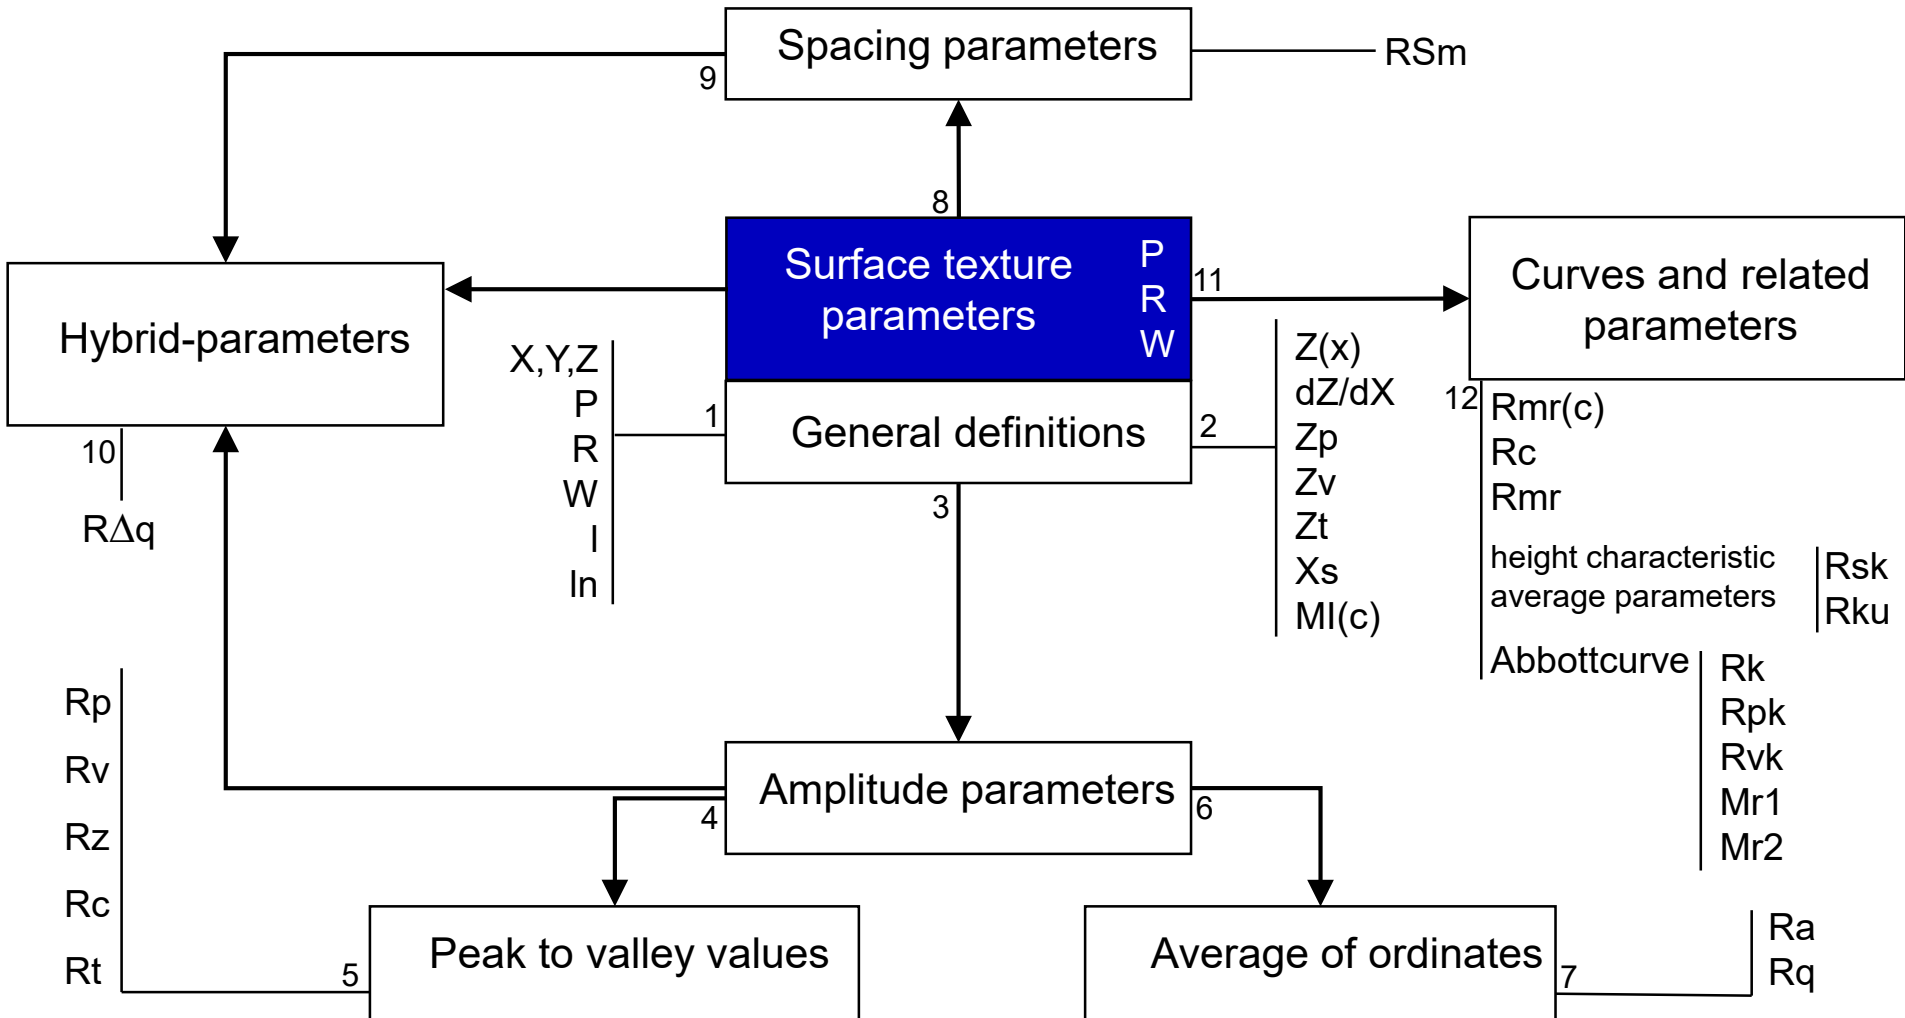 Spacing parameters
RSm
9
8
Surface texture
parameters
P
R
W
11
Curves and related
parameters
Hybrid-parameters
10
R∆q
X,Y,Z
P
R
W
l
ln
1
General definitions
2
Z(x)
dZ/dX
Zp
Zv
Zt
Xs
Ml(c)
3
12
Rmr(c)
Rc
Rmr
height characteristic
average parameters
Rsk
Rku
Abbottcurve
Rk
Rpk
Rvk
Mr1
Mr2
Amplitude parameters
4
6
Rp
Rv
Rz
Rc
Rt
5
Peak to valley values
Average of ordinates
7
Ra
Rq